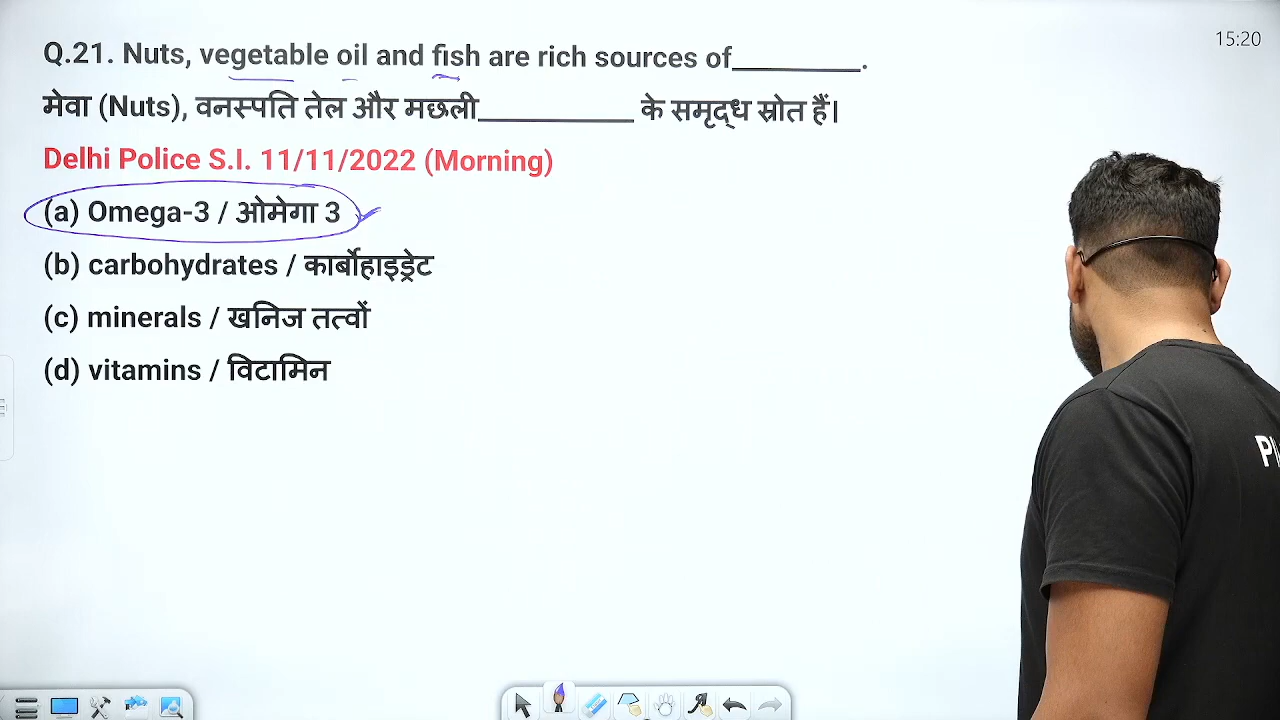 15:20
Q.21. Nuts, vegetable oil and fish are rich sources of_________.
मेवा (Nuts), वनस्पति तेल और मछली___________ के समृद्ध स्रोत हैं।
Delhi Police S.I. 11/11/2022 (Morning)
(a) Omega-3 / ओमेगा 3
(b) carbohydrates / कार्बोहाइड्रेट
(c) minerals / खनिज तत्वों
(d) vitamins / विटामिन